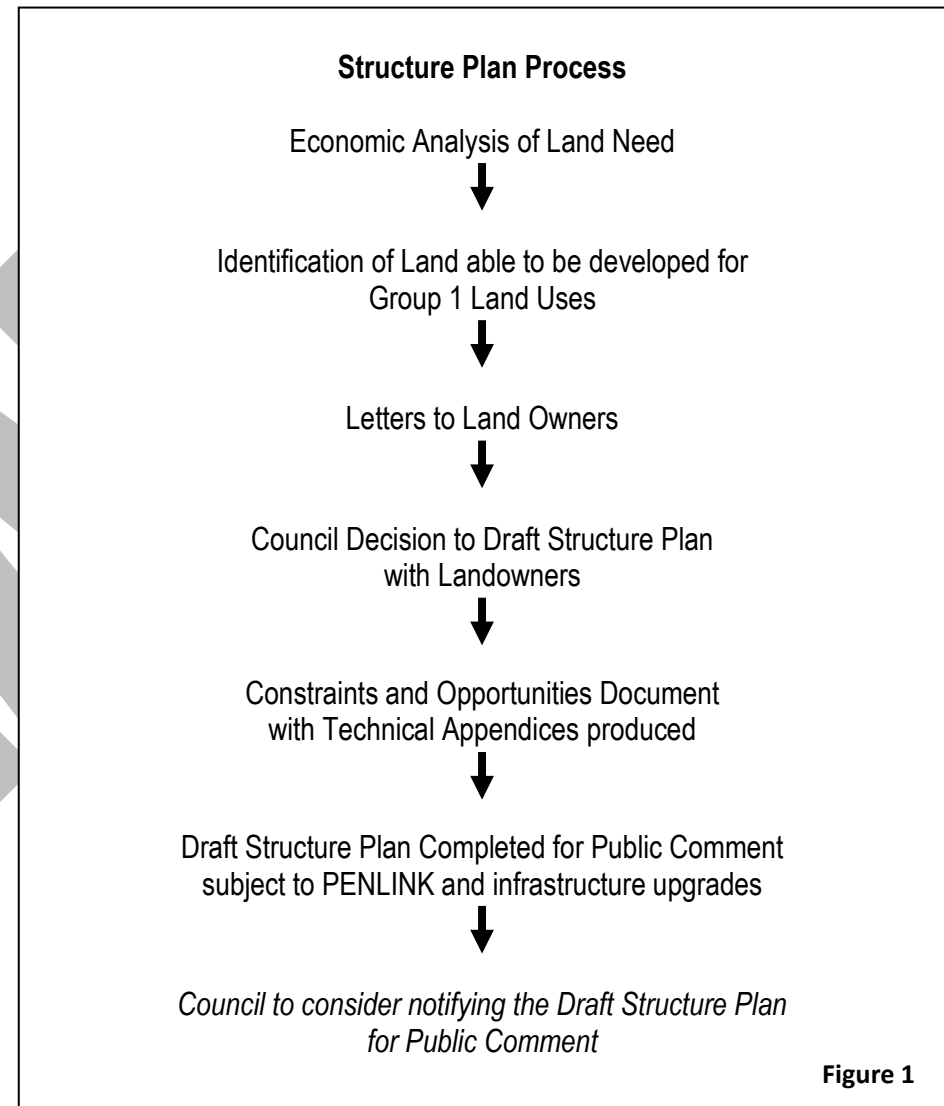 Structure Plan Process
Economic Analysis of Land Need
Identification of Land able to be developed for
Group 1 Land Uses
Letters to Land Owners
Council Decision to Draft Structure Plan
with Landowners
Constraints and Opportunities Document
with Technical Appendices produced
Draft Structure Plan Completed for Public Comment
subject to PENLINK and infrastructure upgrades
Council to consider notifying the Draft Structure Plan
for Public Comment
Figure 1